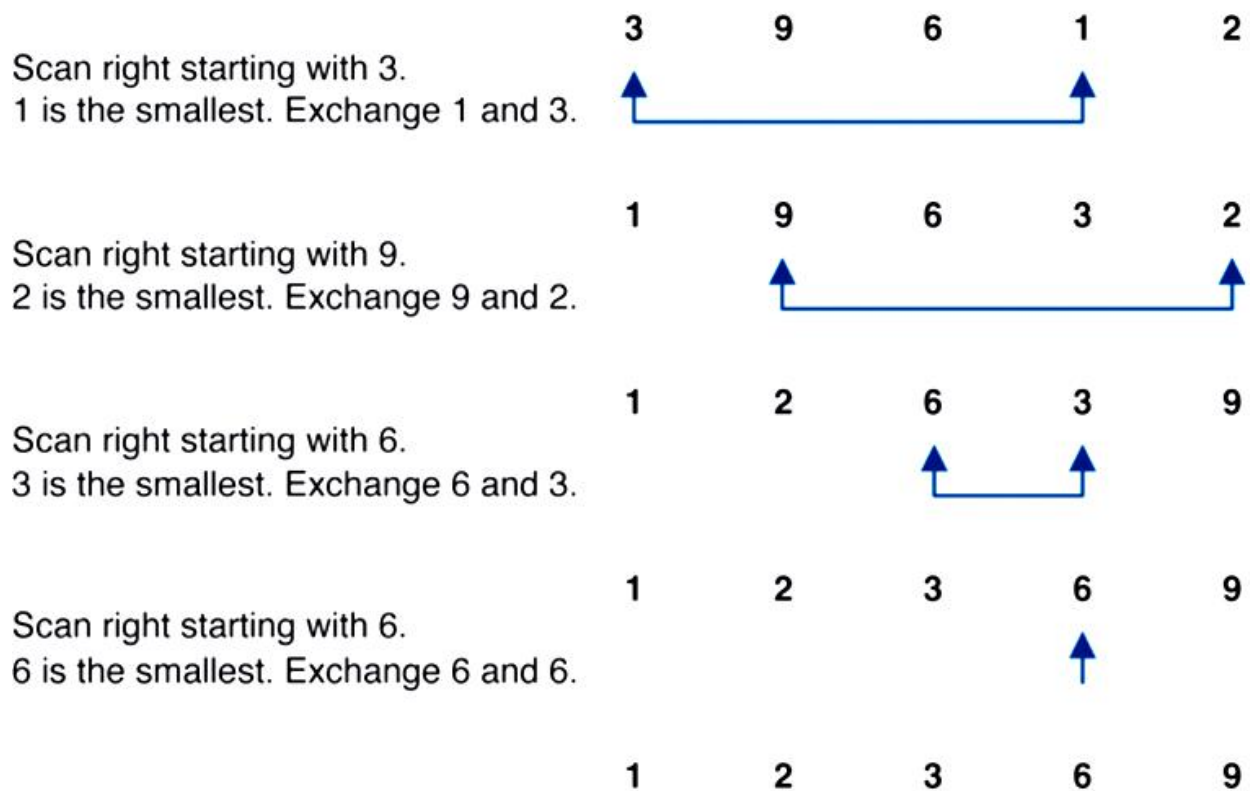 3 9 6 1 2
Scan right starting with 3.
1 is the smallest. Exchange 1 and 3.
1 9 6 3 2
Scan right starting with 9.
2 is the smallest. Exchange 9 and 2.
1 2 6 3 9
Scan right starting with 6.
3 is the smallest. Exchange 6 and 3.
1 2 3 6 9
Scan right starting with 6.
6 is the smallest. Exchange 6 and 6.
1 2 3 6 9